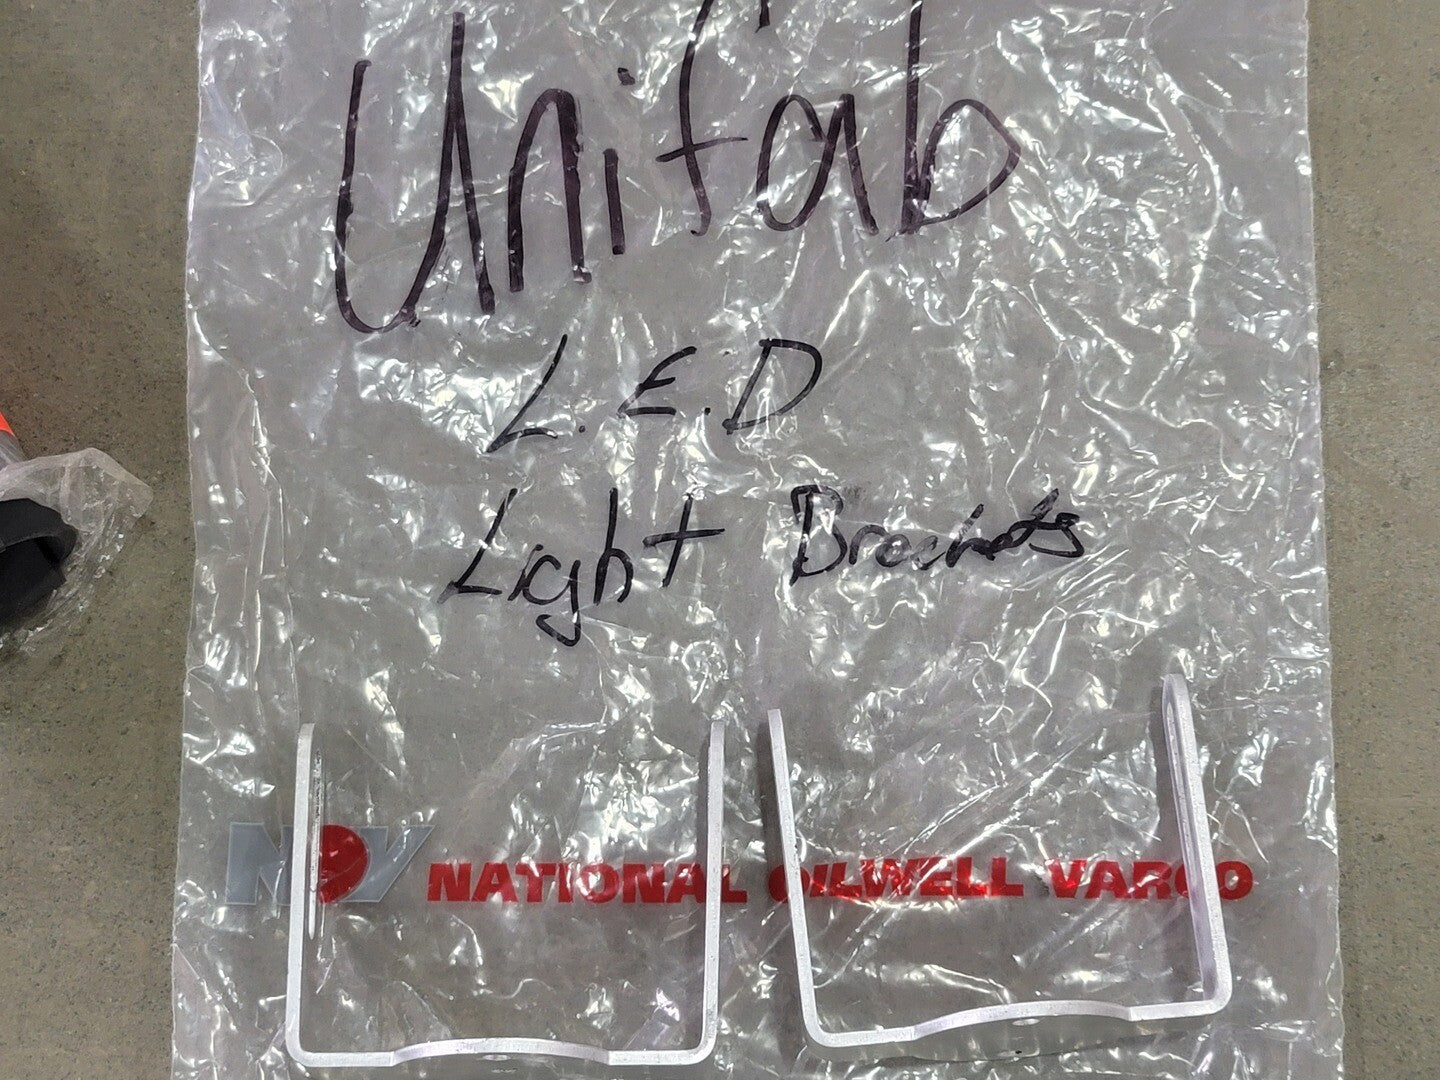 Unifab
L.E.D
Light Brackets
NOV NATIONAL OILWELL VARCO